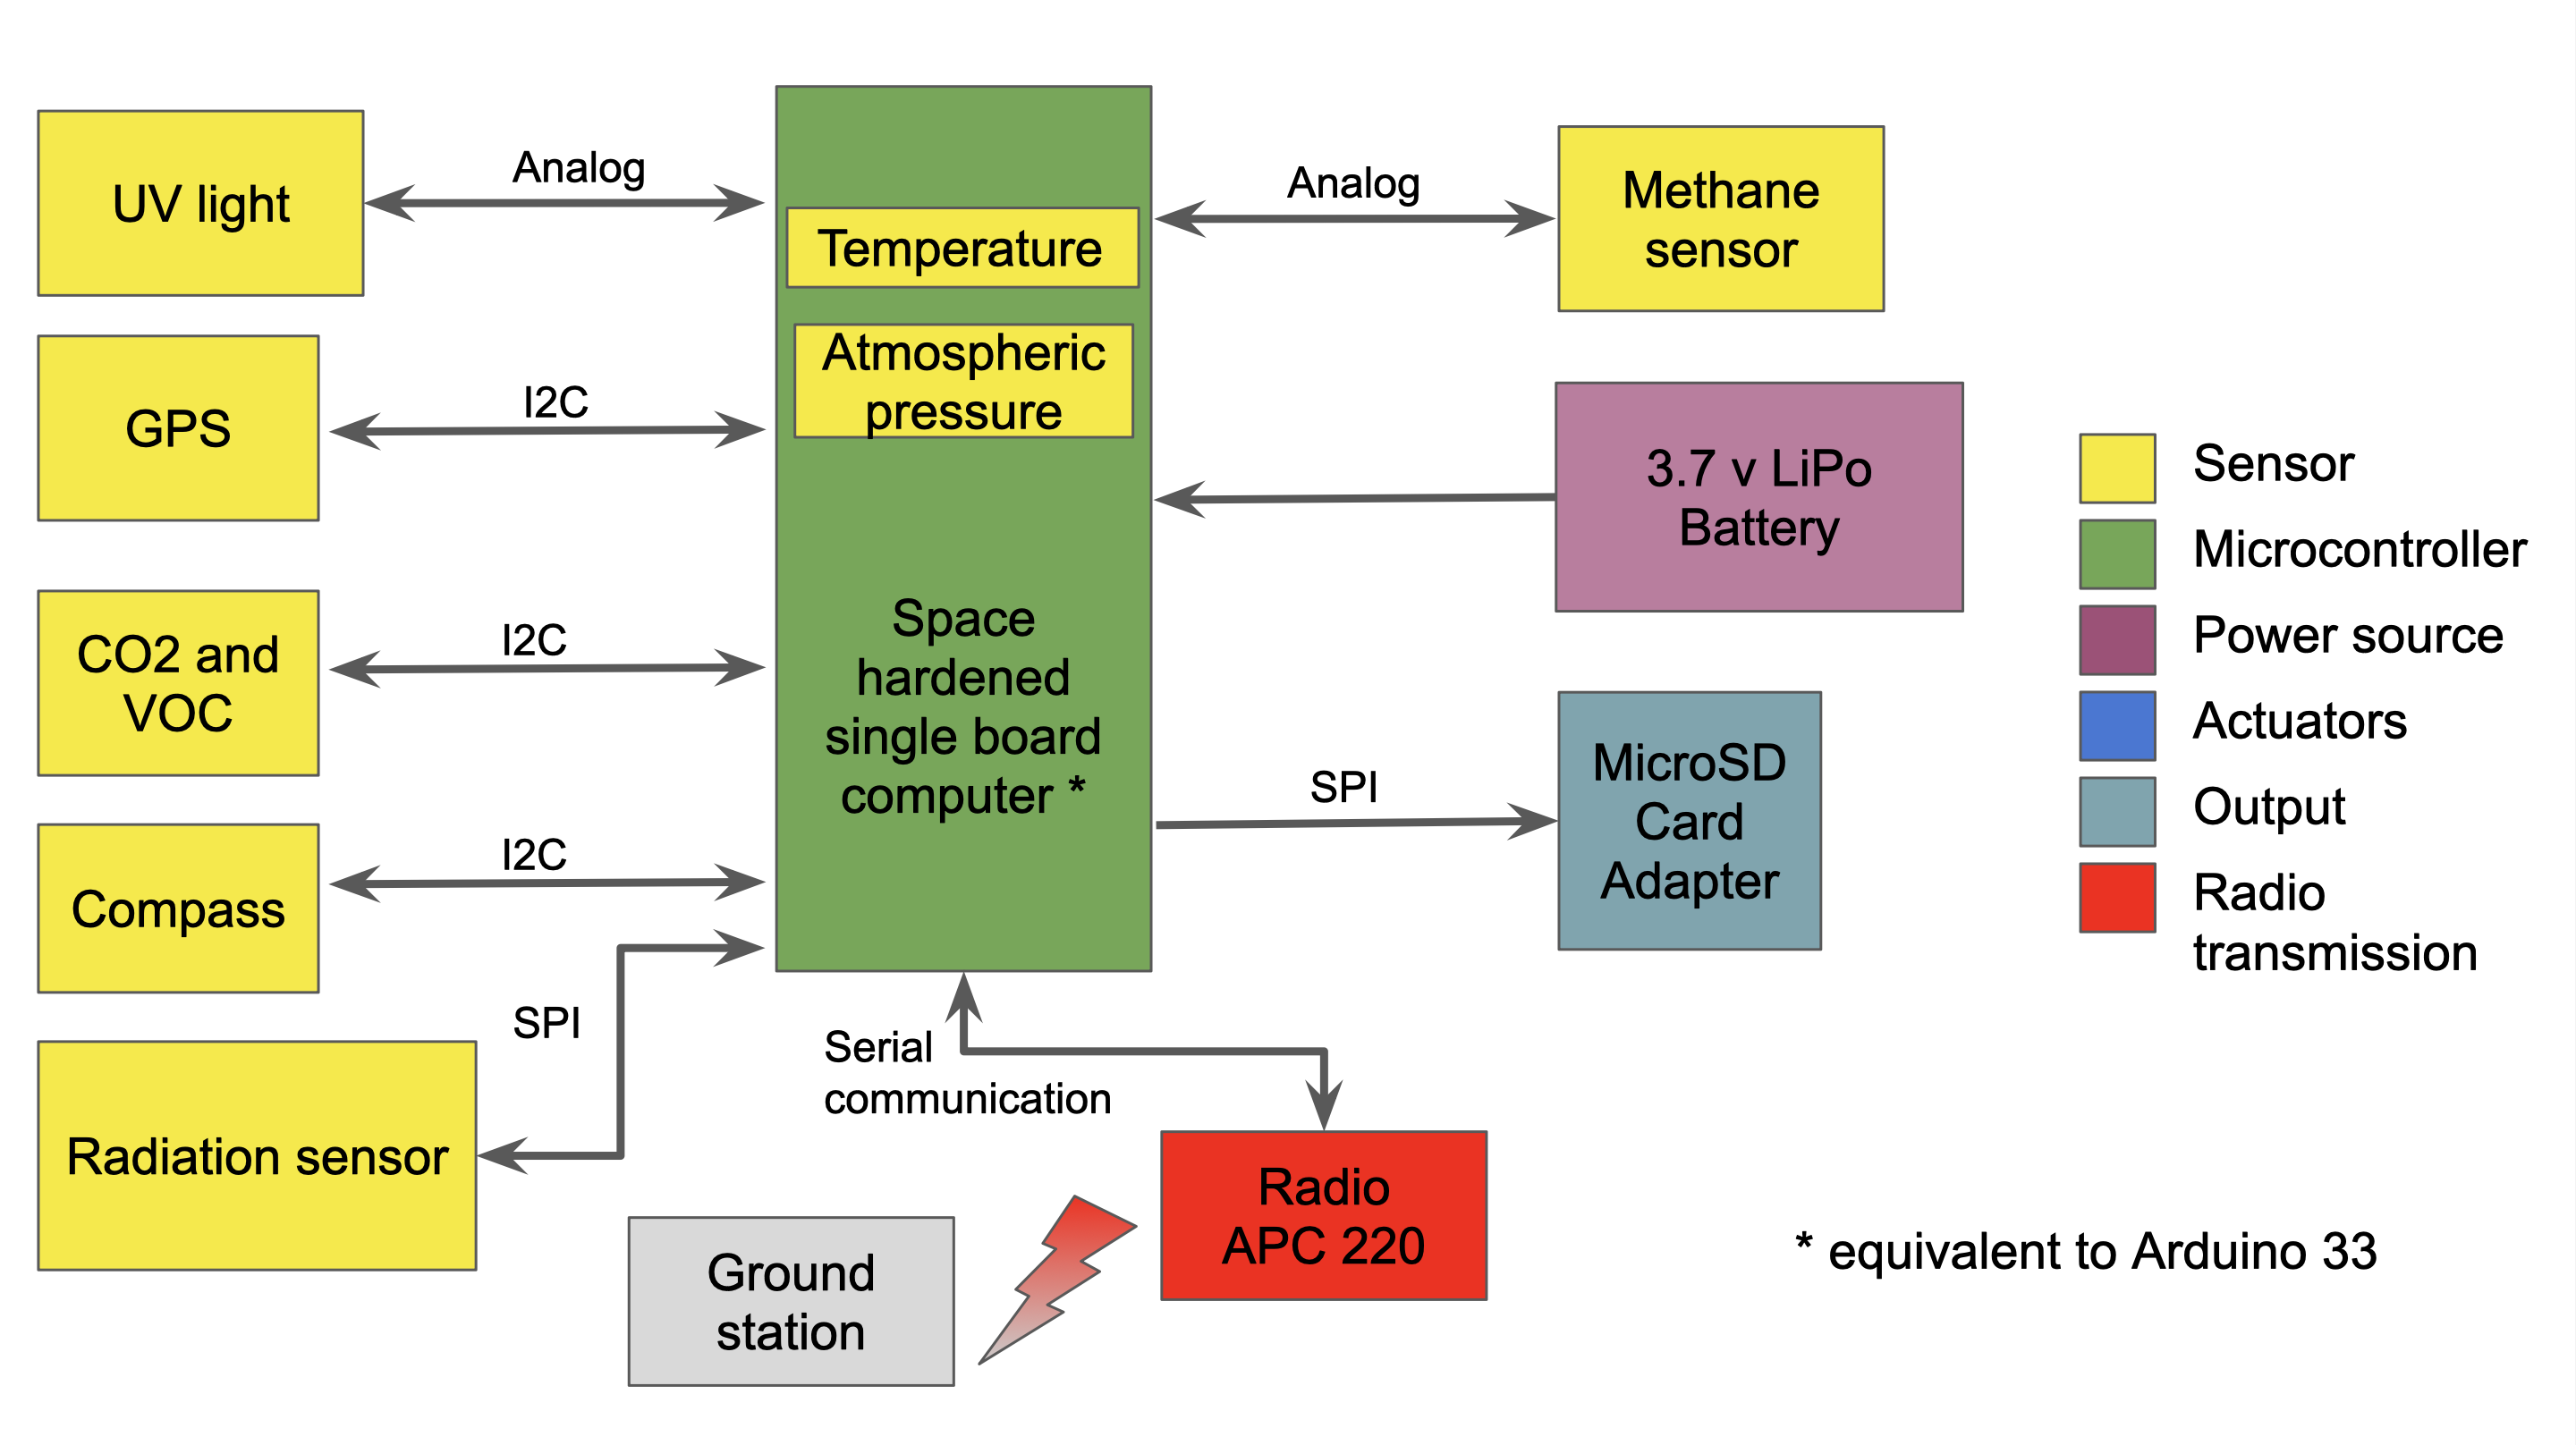 UV light
Analog
Temperature
Atmospheric
pressure
Analog
Methane
sensor
GPS
I2C
3.7 v LiPo
Battery
CO2 and
VOC
I2C
Space
hardened
single board
computer *
Compass
I2C
SPI
MicroSD
Card
Adapter
Radiation sensor
SPI
Serial
communication
Radio
APC 220
Ground
station
Sensor
Microcontroller
Power source
Actuators
Output
Radio
transmission
* equivalent to Arduino 33